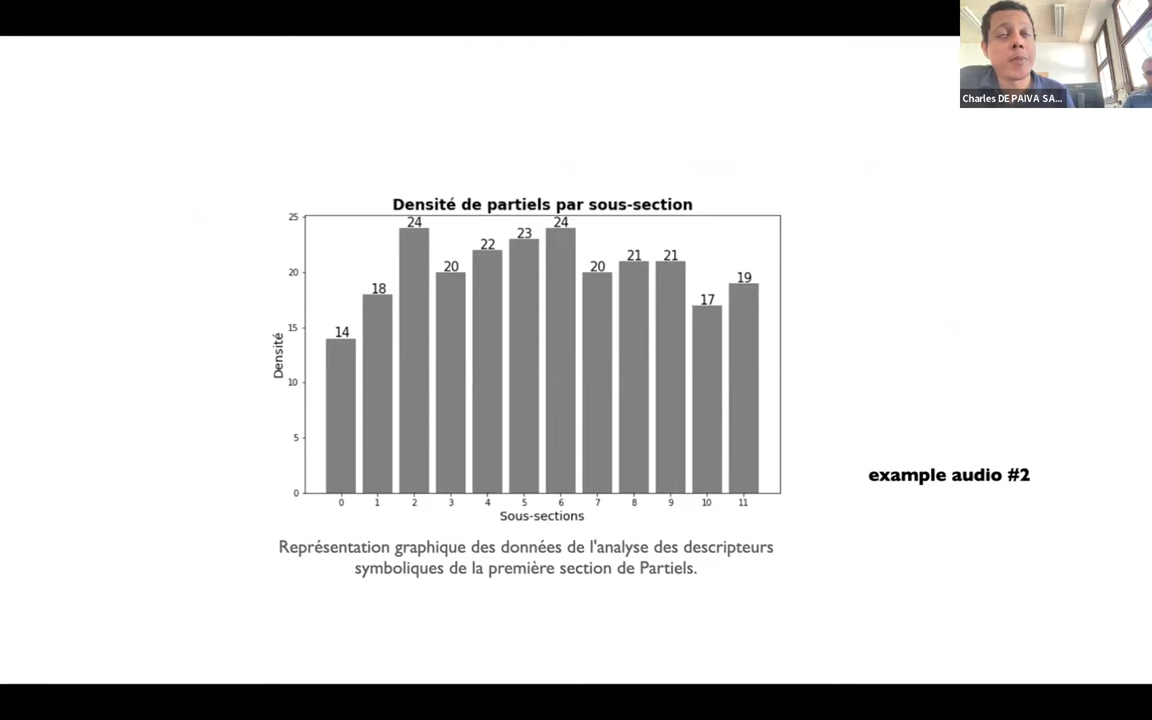 Charles DE PAIVA SA...
Densité de partiels par sous-section
25
20
15
10
5
0
Densité
14
18
24
20
22
23
24
20
21
21
17
19
0 1 2 3 4 5 6 7 8 9 10 11
Sous-sections
example audio #2
Représentation graphique des données de l'analyse des descripteurs
symboliques de la première section de Partiels.